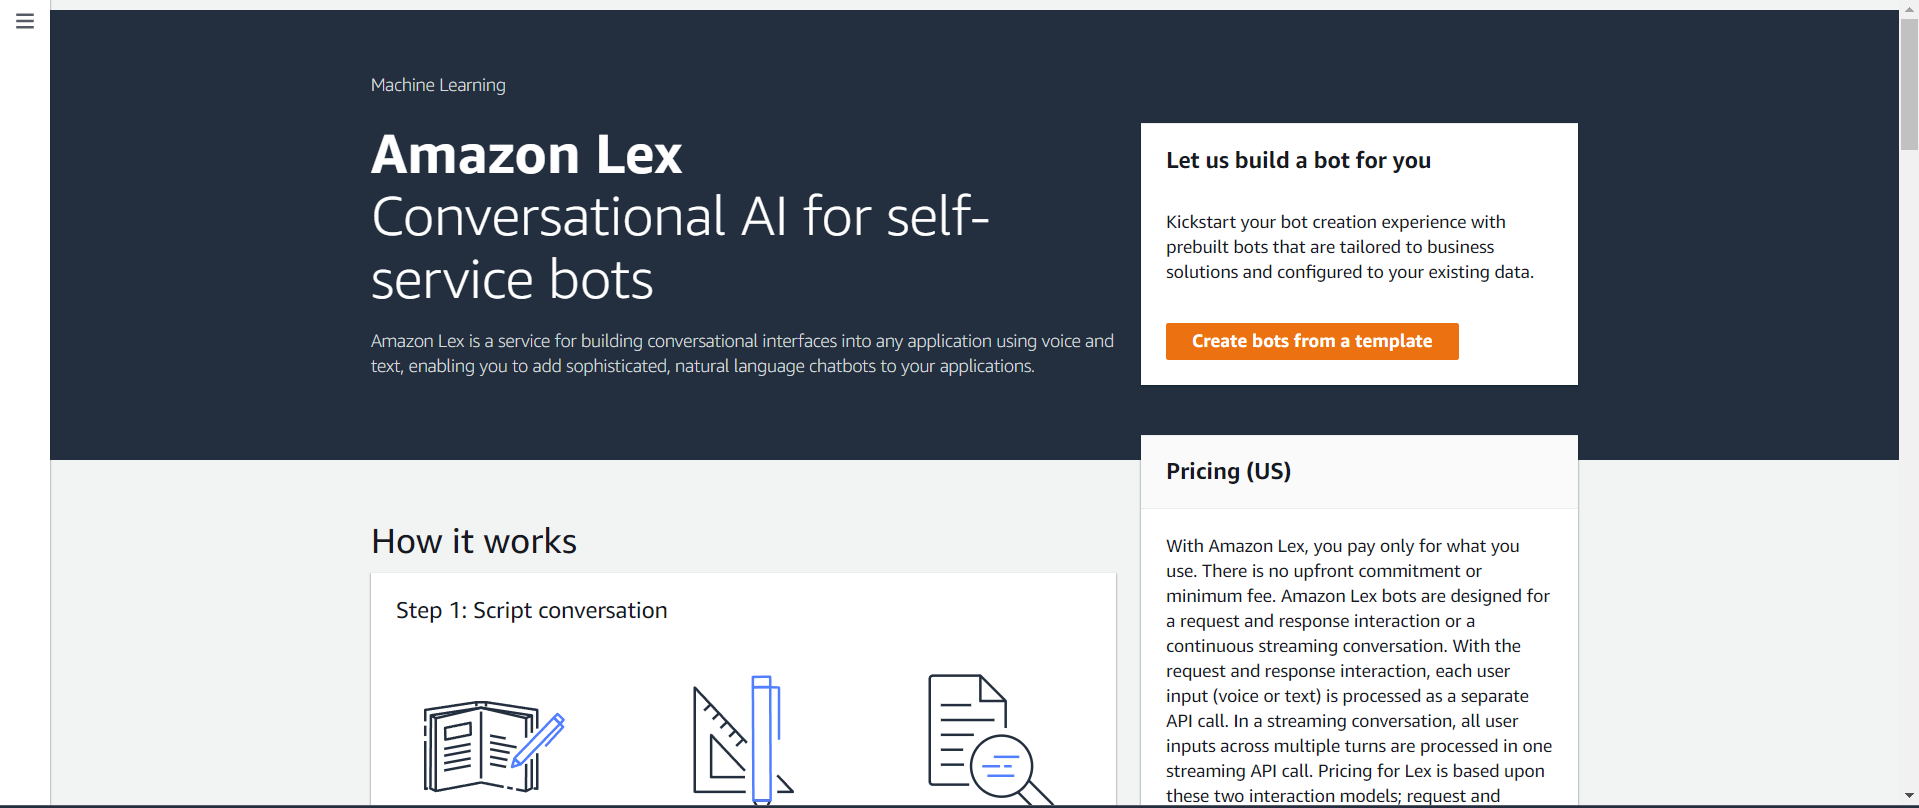 Machine Learning
Amazon Lex
Conversational AI for self-
service bots
Amazon Lex is a service for building conversational interfaces into any application using voice and
text, enabling you to add sophisticated, natural language chatbots to your applications.
Let us build a bot for you
Kickstart your bot creation experience with
prebuilt bots that are tailored to business
solutions and configured to your existing data.
Create bots from a template
How it works
Step 1: Script conversation
Pricing (US)
With Amazon Lex, you pay only for what you
use. There is no upfront commitment or
minimum fee. Amazon Lex bots are designed for
a request and response interaction or a
continuous streaming conversation. With the
request and response interaction, each user
input (voice or text) is processed as a separate
API call. In a streaming conversation, all user
inputs across multiple turns are processed in one
streaming API call. Pricing for Lex is based upon
these two interaction models; request and